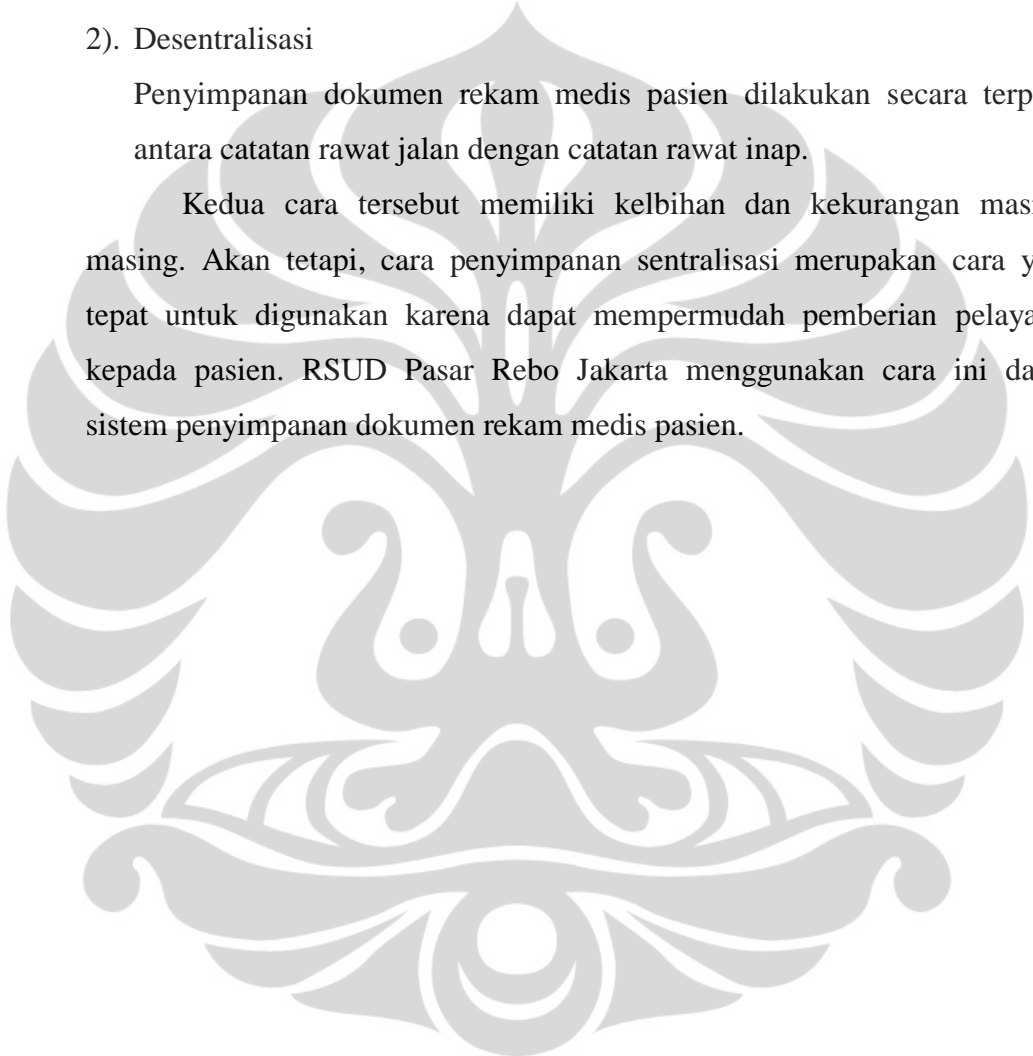 2). Desentralisasi
Penyimpanan dokumen rekam medis pasien dilakukan secara terp
antara catatan rawat jalan dengan catatan rawat inap.
Kedua cara tersebut memiliki kelbihan dan kekurangan mas
masing. Akan tetapi, cara penyimpanan sentralisasi merupakan cara y
tepat untuk digunakan karena dapat mempermudah pemberian pelaya
kepada pasien. RSUD Pasar Rebo Jakarta menggunakan cara ini da
sistem penyimpanan dokumen rekam medis pasien.